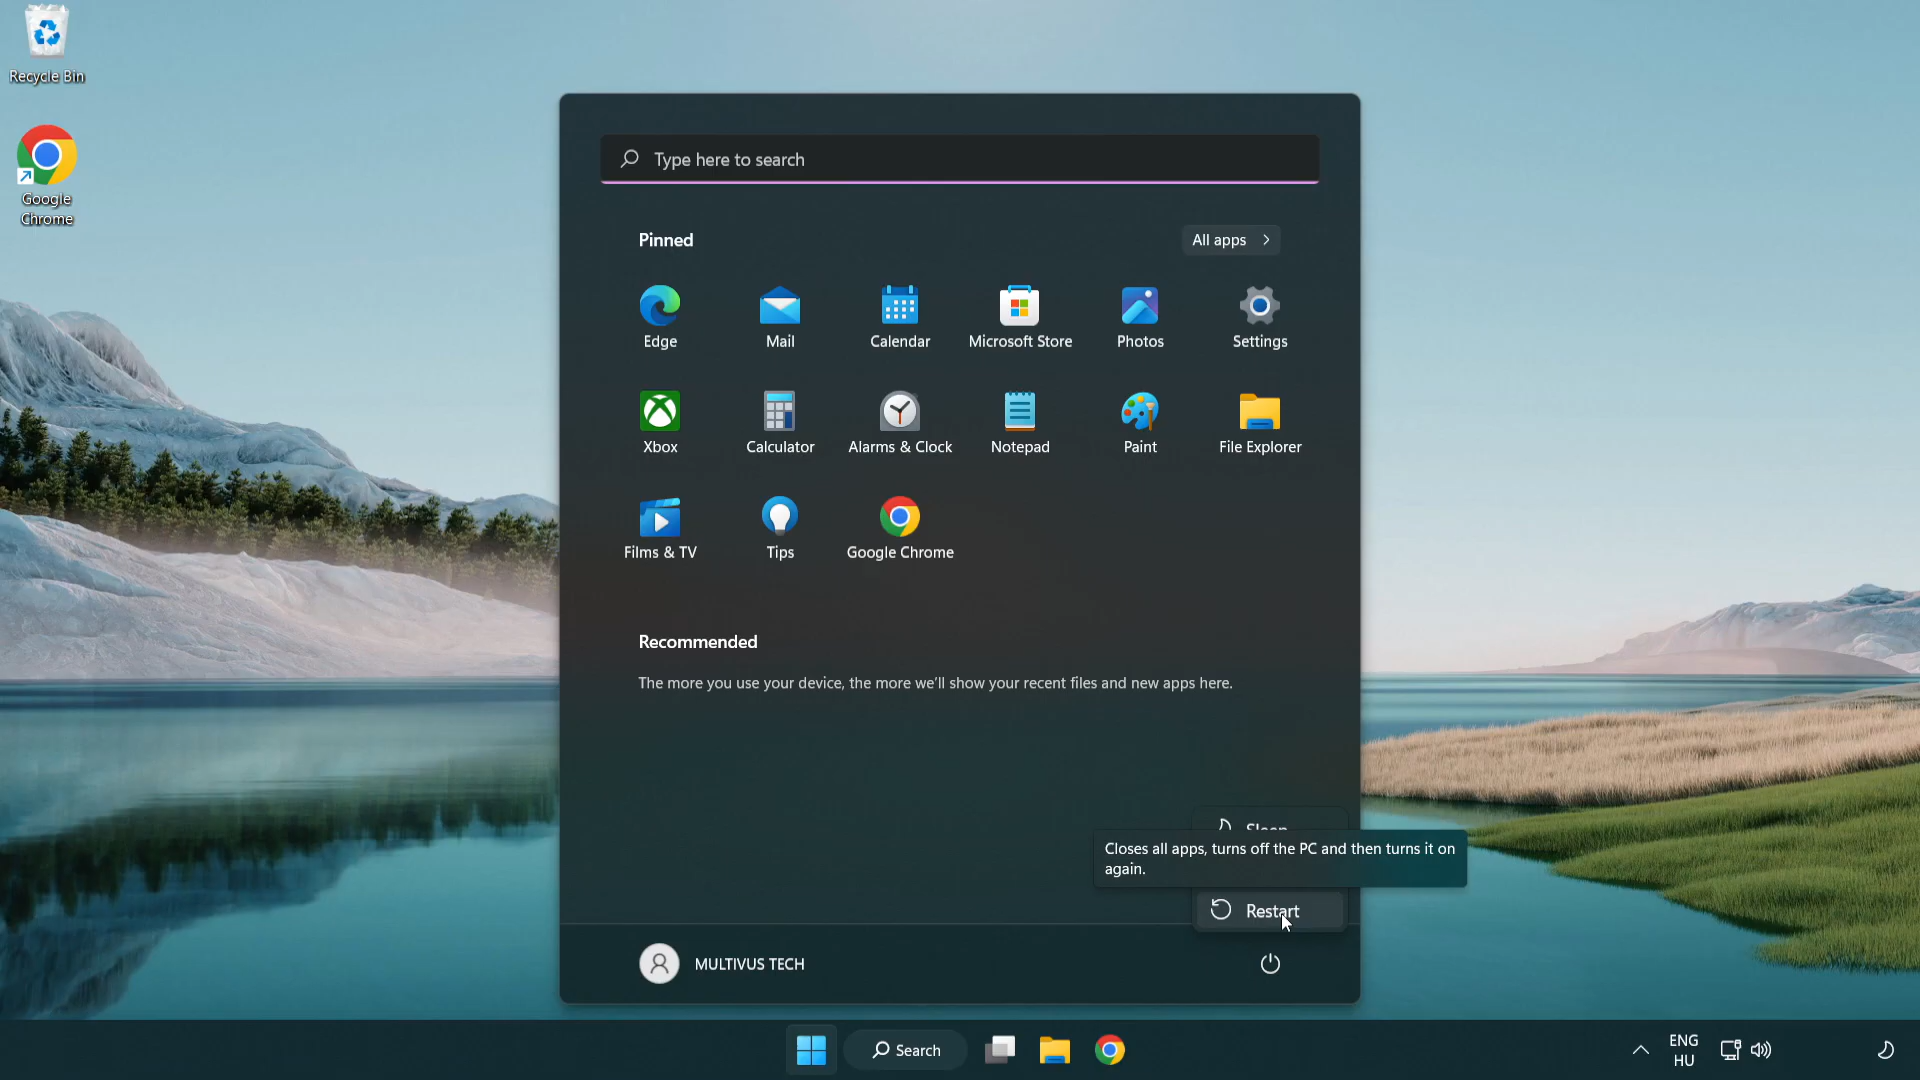 Recycle Bin
Google
Chrome
Type here to search
Pinned
All apps
Edge
Mail
Calendar
Microsoft Store
Photos
Settings
Xbox
Calculator
Alarms & Clock
Notepad
Paint
File Explorer
Films & TV
Tips
Google Chrome
Recommended
The more you use your device, the more we’ll show your recent files and new apps here.
Sleep
Closes all apps, turns off the PC and then turns it on
again.
Restart
MULTIVUS TECH
Search
ENG
HU